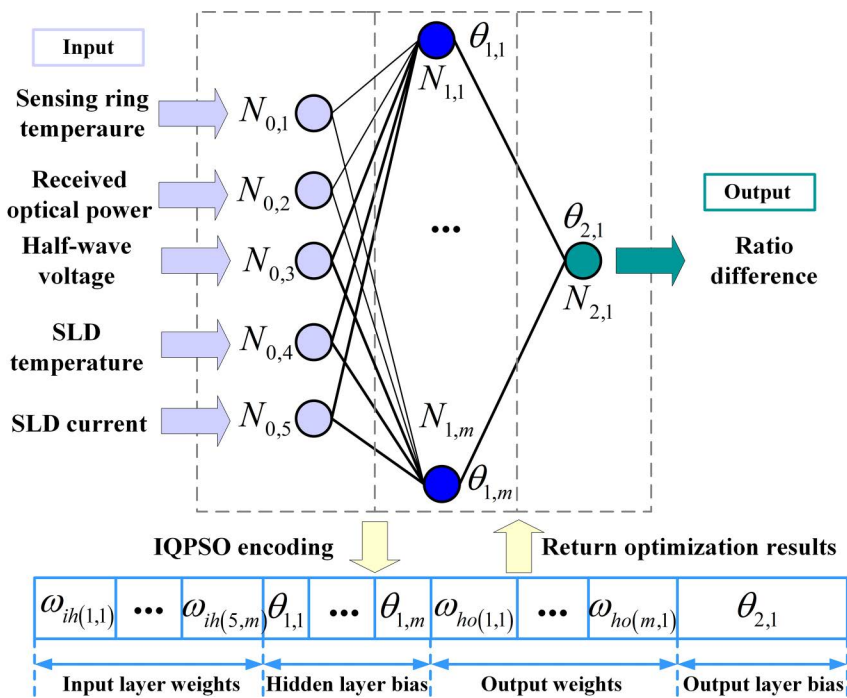 Input
Sensing ring
temperaure
Received
optical power
Half-wave
voltage
SLD
temperature
SLD current
N0,1
N0,2
N0,3
N0,4
N0,5
θ1,1
N1,1
...
N1,m
θ1,m
θ2,1
N2,1
Output
Ratio
difference
IQPSO encoding
Return optimization results
ωih(1,1) ... ωih(5,m) θ1,1 ... θ1,m ωho(1,1) ... ωho(m,1) θ2,1
Input layer weights Hidden layer bias Output weights Output layer bias